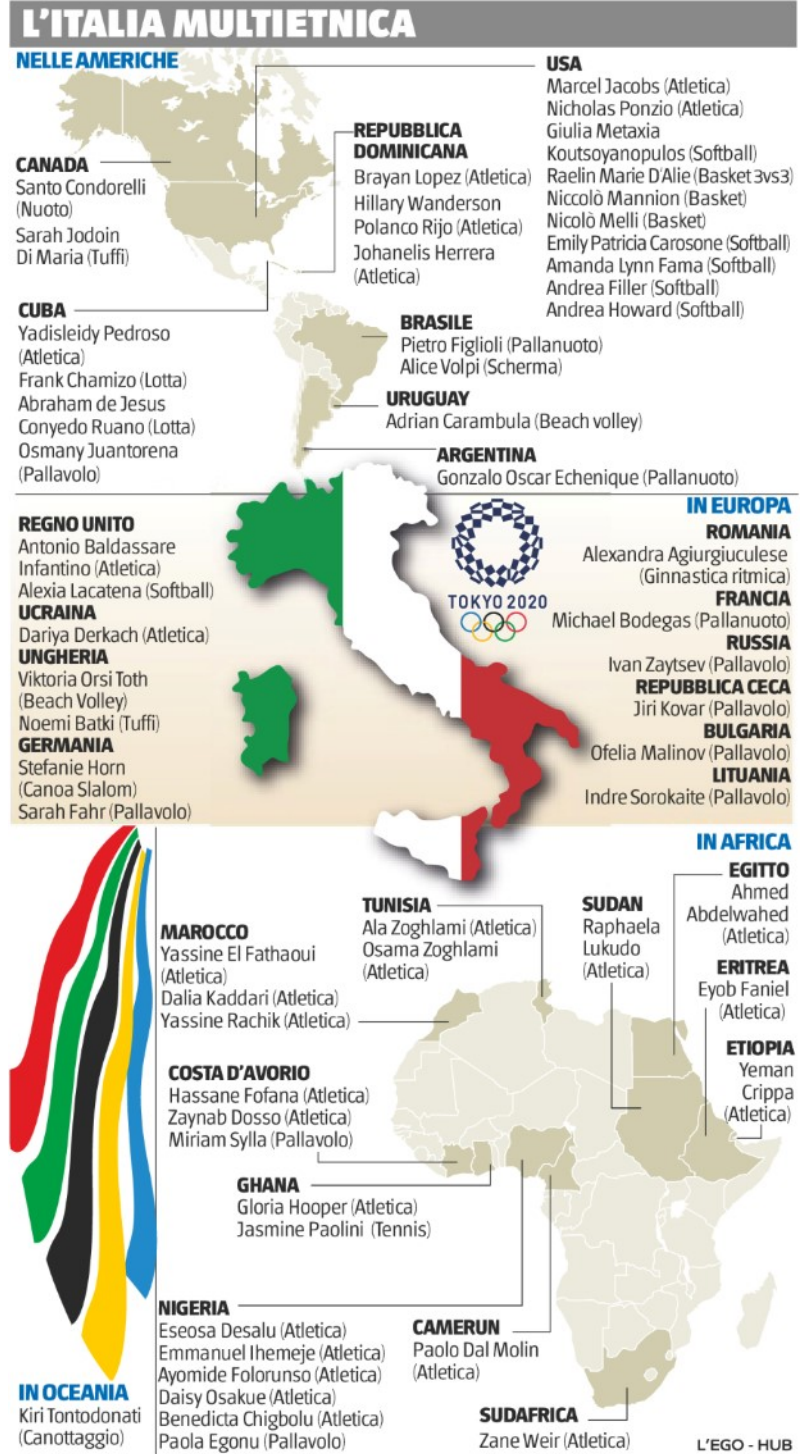 L'ITALIA MULTIETNICA
NELLE AMERICHE
CANADA
Santo Condorelli
(Nuoto)
Sarah Jodoin
Di Maria (Tuffi)
REPUBBLICA
DOMINICANA
Brayan Lopez (Atletica)
Hillary Wanderson
Polanco Rijo (Atletica)
Johanelis Herrera
(Atletica)
USA
Marcel Jacobs (Atletica)
Nicholas Ponzio (Atletica)
Giulia Metaxia
Koutsoyanopulos (Softball)
Raelin Marie D'Alie (Basket 3vs3)
Niccolò Mannion (Basket)
Nicolò Melli (Basket)
Emily Patricia Carosone (Softball)
Amanda Lynn Fama (Softball)
Andrea Filler (Softball)
Andrea Howard (Softball)
CUBA
Yadisleidy Pedroso
(Atletica)
Frank Chamizo (Lotta)
Abraham de Jesus
Conyedo Ruano (Lotta)
Osmany Juantorena
(Pallavolo)
BRASILE
Pietro Figlioli (Pallanuoto)
Alice Volpi (Scherma)
URUGUAY
Adrian Carambula (Beach volley)
ARGENTINA
Gonzalo Oscar Echenique (Pallanuoto)
REGNO UNITO
Antonio Baldassare
Infantino (Atletica)
Alexia Lacatena (Softball)
UCRAINA
Dariya Derkach (Atletica)
UNGHERIA
Viktoria Orsi Toth
(Beach Volley)
Noemi Batki (Tuffi)
GERMANIA
Stefanie Horn
(Canoa Slalom)
Sarah Fahr (Pallavolo)
TOKYO 2020
IN EUROPA
ROMANIA
Alexandra Agiurgiuculese
(Ginnastica ritmica)
FRANCIA
Michael Bodegas (Pallanuoto)
RUSSIA
Ivan Zaytsev (Pallavolo)
REPUBBLICA CECA
Jiri Kovar (Pallavolo)
BULGARIA
Ofelia Malinov (Pallavolo)
LITUANIA
Indre Sorokaite (Pallavolo)
IN AFRICA
MAROCCO
Yassine El Fathaoui
(Atletica)
Dalia Kaddari (Atletica)
Yassine Rachik (Atletica)
TUNISIA
Ala Zoghlami (Atletica)
Osama Zoghlami
(Atletica)
SUDAN
Raphaela
Lukudo
(Atletica)
EGITTO
Ahmed
Abdelwahed
(Atletica)
ERITREA
Eyob Faniel
(Atletica)
ETIOPIA
Yeman
Crippa
(Atletica)
COSTA D'AVORIO
Hassane Fofana (Atletica)
Zaynab Dosso (Atletica)
Miriam Sylla (Pallavolo)
GHANA
Gloria Hooper (Atletica)
Jasmine Paolini (Tennis)
NIGERIA
Eseosa Desalu (Atletica)
Emmanuel Ihemeje (Atletica)
Ayomide Folorunso (Atletica)
Daisy Osakue (Atletica)
Benedicta Chigbolu (Atletica)
Paola Egonu (Pallavolo)
CAMERUN
Paolo Dal Molin
(Atletica)
SUDAFRICA
Zane Weir (Atletica)
IN OCEANIA
Kiri Tontodonati
(Canottaggio)
L'EGO - HUB